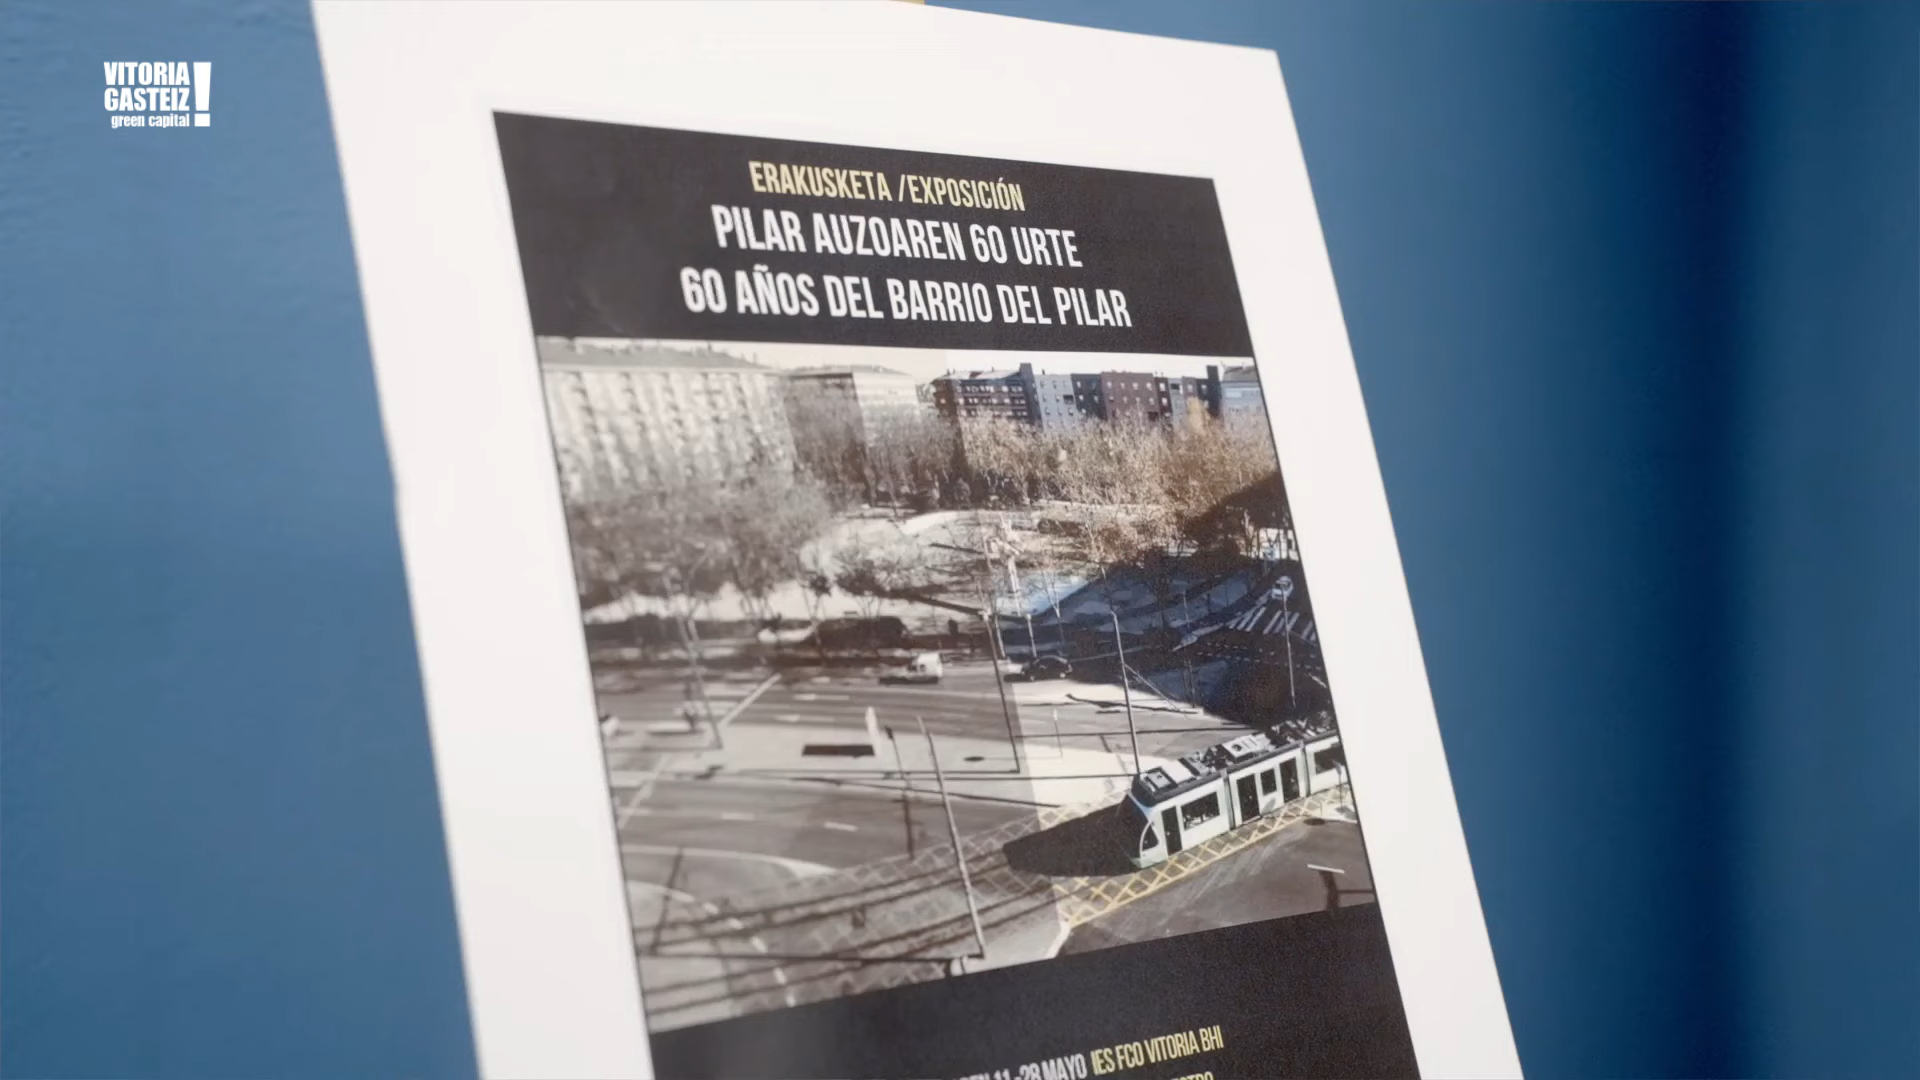 VITORIA
GASTEIZ!
green capital
ERAKUSKETA /EXPOSICIÓN
PILAR AUZOAREN 60 URTE
60 AÑOS DEL BARRIO DEL PILAR
11-28 MAYO IES FCO VITORIA BHI